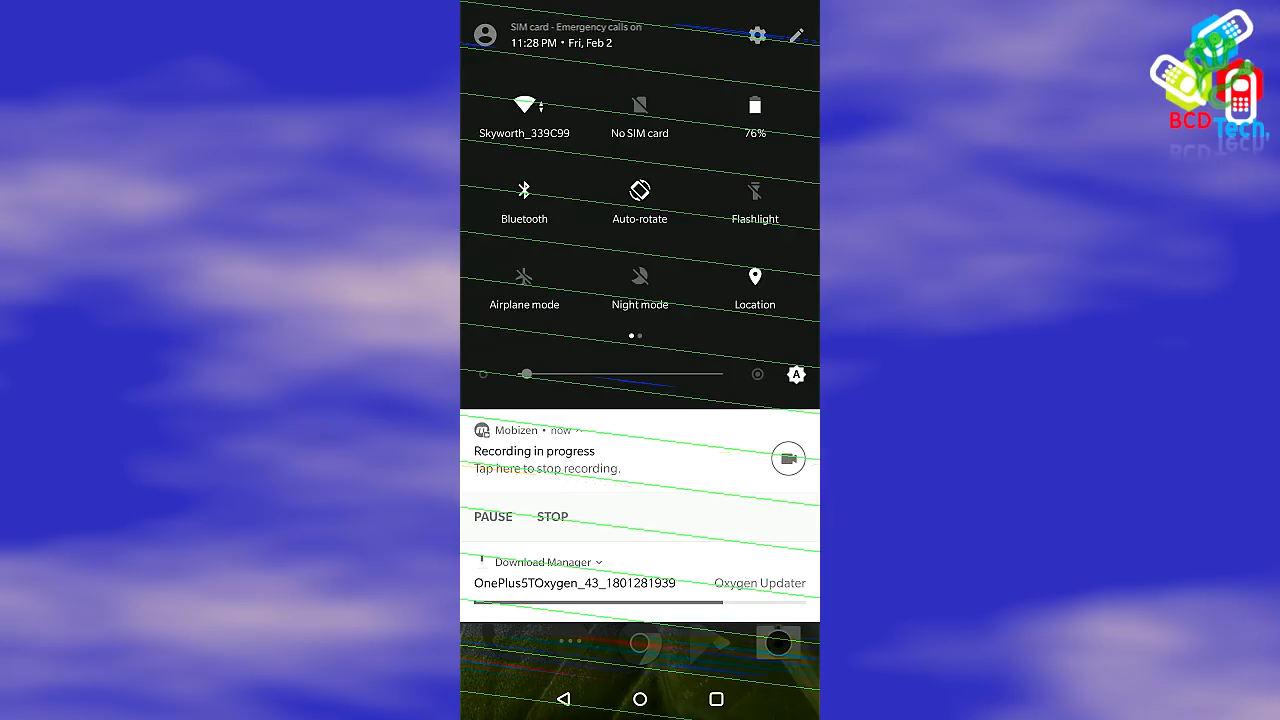 SIM card - Emergency calls on
11:28 PM • Fri, Feb 2
Skyworth_339C99
No SIM card
76%
Bluetooth
Auto-rotate
Flashlight
Airplane mode
Night mode
Location
A
Mobizen • now
Recording in progress
Tap here to stop recording.
PAUSE STOP
Download Manager
OnePlus5TOxygen_43_1801281939 Oxygen Updater
BCDTech,